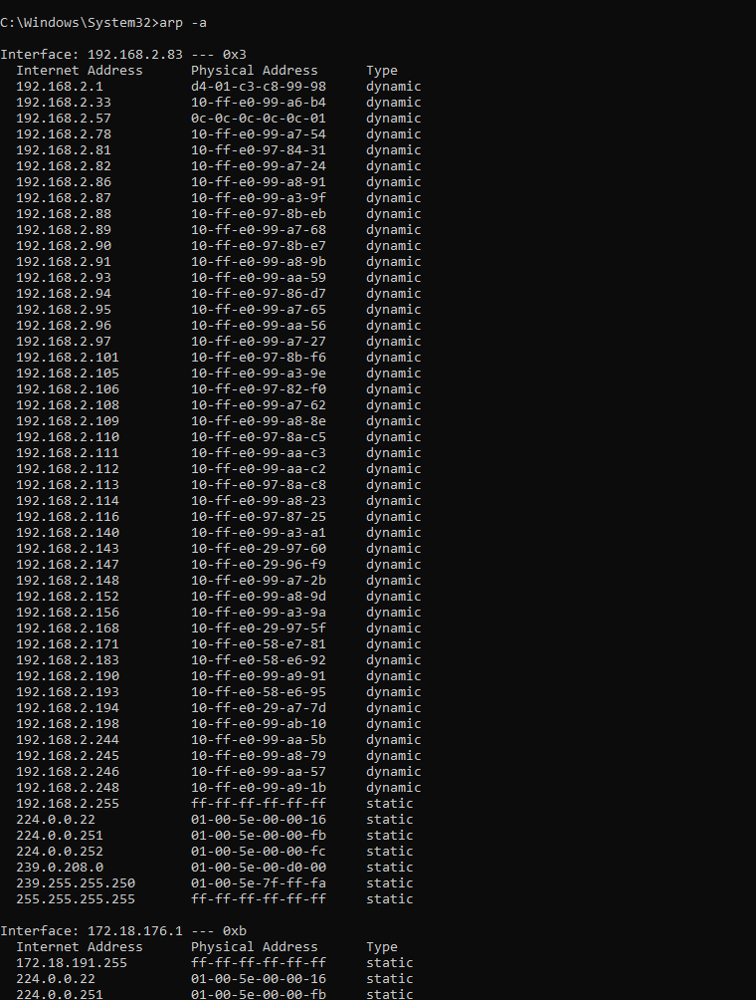 C:\Windows\System32>arp -a
Interface: 192.168.2.83 --- 0x3
Internet Address Physical Address Type
192.168.2.1 d4-01-c3-c8-99-98 dynamic
192.168.2.33 10-ff-e0-99-a6-b4 dynamic
192.168.2.57 0c-0c-0c-0c-0c-01 dynamic
192.168.2.78 10-ff-e0-99-a7-54 dynamic
192.168.2.81 10-ff-e0-97-84-31 dynamic
192.168.2.82 10-ff-e0-99-a7-24 dynamic
192.168.2.86 10-ff-e0-99-a8-91 dynamic
192.168.2.87 10-ff-e0-99-a3-9f dynamic
192.168.2.88 10-ff-e0-97-8b-eb dynamic
192.168.2.89 10-ff-e0-99-a7-68 dynamic
192.168.2.90 10-ff-e0-97-8b-e7 dynamic
192.168.2.91 10-ff-e0-99-a8-9b dynamic
192.168.2.93 10-ff-e0-99-aa-59 dynamic
192.168.2.94 10-ff-e0-97-86-d7 dynamic
192.168.2.95 10-ff-e0-99-a7-65 dynamic
192.168.2.96 10-ff-e0-99-aa-56 dynamic
192.168.2.97 10-ff-e0-99-a7-27 dynamic
192.168.2.101 10-ff-e0-97-8b-f6 dynamic
192.168.2.105 10-ff-e0-99-a3-9e dynamic
192.168.2.106 10-ff-e0-97-82-f0 dynamic
192.168.2.108 10-ff-e0-99-a7-62 dynamic
192.168.2.109 10-ff-e0-99-a8-8e dynamic
192.168.2.110 10-ff-e0-97-8a-c5 dynamic
192.168.2.111 10-ff-e0-99-aa-c3 dynamic
192.168.2.112 10-ff-e0-99-aa-c2 dynamic
192.168.2.113 10-ff-e0-97-8a-c8 dynamic
192.168.2.114 10-ff-e0-99-a8-23 dynamic
192.168.2.116 10-ff-e0-97-87-25 dynamic
192.168.2.140 10-ff-e0-99-a3-a1 dynamic
192.168.2.143 10-ff-e0-29-97-60 dynamic
192.168.2.147 10-ff-e0-29-96-f9 dynamic
192.168.2.148 10-ff-e0-99-a7-2b dynamic
192.168.2.152 10-ff-e0-99-a8-9d dynamic
192.168.2.156 10-ff-e0-99-a3-9a dynamic
192.168.2.168 10-ff-e0-29-97-5f dynamic
192.168.2.171 10-ff-e0-58-e7-81 dynamic
192.168.2.183 10-ff-e0-58-e6-92 dynamic
192.168.2.190 10-ff-e0-99-a9-91 dynamic
192.168.2.193 10-ff-e0-58-e6-95 dynamic
192.168.2.194 10-ff-e0-29-a7-7d dynamic
192.168.2.198 10-ff-e0-99-ab-10 dynamic
192.168.2.244 10-ff-e0-99-aa-5b dynamic
192.168.2.245 10-ff-e0-99-a8-79 dynamic
192.168.2.246 10-ff-e0-99-aa-57 dynamic
192.168.2.248 10-ff-e0-99-a9-1b dynamic
192.168.2.255 ff-ff-ff-ff-ff-ff static
224.0.0.22 01-00-5e-00-00-16 static
224.0.0.251 01-00-5e-00-00-fb static
224.0.0.252 01-00-5e-00-00-fc static
239.0.208.0 01-00-5e-00-d0-00 static
239.255.255.250 01-00-5e-7f-ff-fa static
255.255.255.255 ff-ff-ff-ff-ff-ff static
Interface: 172.18.176.1 --- 0xb
Internet Address Physical Address Type
172.18.191.255 ff-ff-ff-ff-ff-ff static
224.0.0.22 01-00-5e-00-00-16 static
224.0.0.251 01-00-5e-00-00-fb static